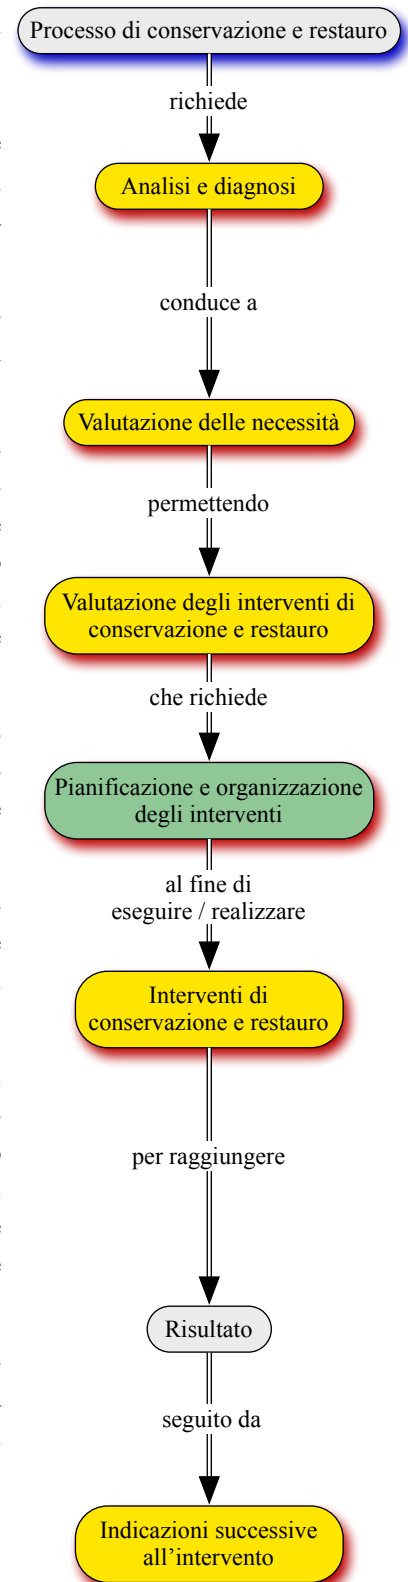 Processo di conservazione e restauro
richiede
Analisi e diagnosi
conduce a
Valutazione delle necessità
permettendo
Valutazione degli interventi di
conservazione e restauro
che richiede
Pianificazione e organizzazione
degli interventi
al fine di
eseguire / realizzare
Interventi di
conservazione e restauro
per raggiungere
Risultato
seguito da
Indicazioni successive
all’intervento